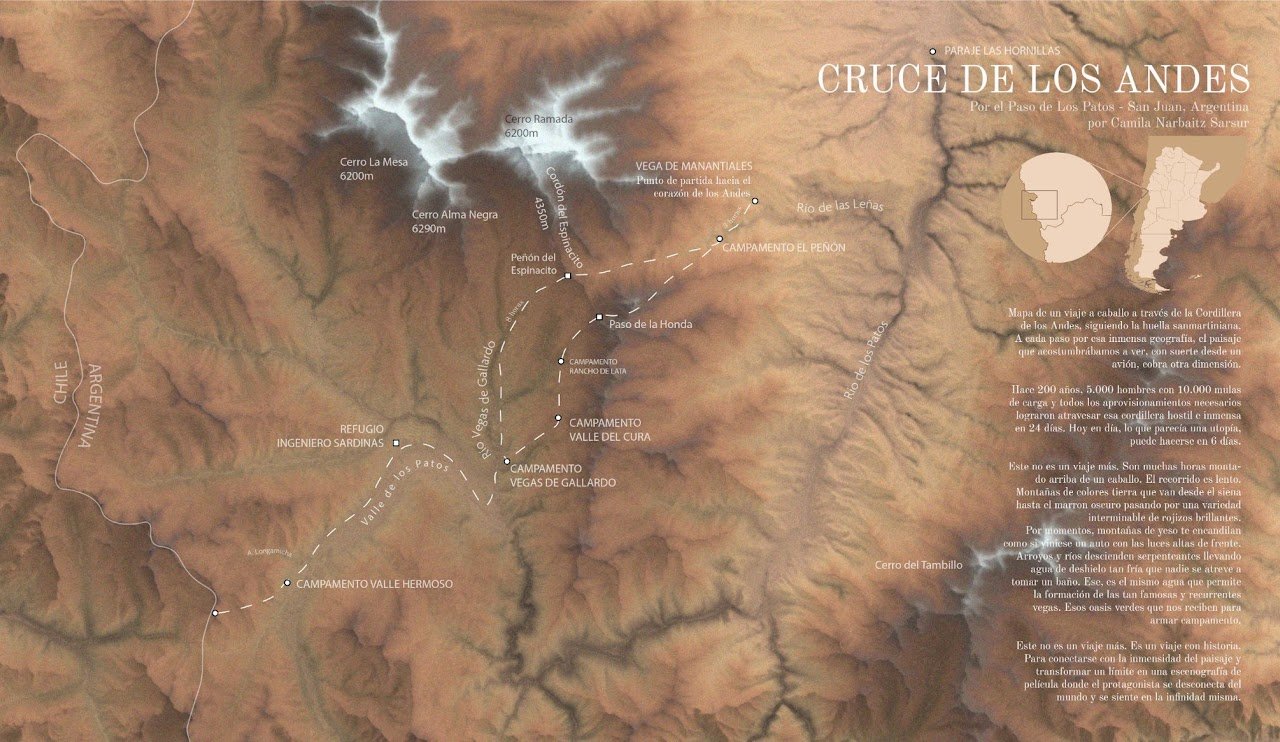 PARAJE LAS HORNILLAS
CRUCE DE LOS ANDES
Por el Paso de Los Patos - San Juan, Argentina
por Camila Narbaitz Sarsur
Cerro Ramada
6200m
Cerro La Mesa
6200m
Cerro Alma Negra
6290m
Cordón del Espinacito
4350m
VEGA DE MANANTIALES
Punto de partida hacia el
corazón de los Andes
Río de las Leñas
CAMPAMENTO EL PEÑÓN
Peñón del
Espinacito
8 horas
Paso de la Honda
CAMPAMENTO
RANCHO DE LATA
Río Vegas de Gallardo
Río de los Patos
CHILE
ARGENTINA
CAMPAMENTO
VALLE DEL CURA
REFUGIO
INGENIERO SARDINAS
Valle de los Patos
CAMPAMENTO
VEGAS DE GALLARDO
A. Longamicha
CAMPAMENTO VALLE HERMOSO
Cerro del Tambillo
Mapa de un viaje a caballo a través de la Cordillera
de los Andes, siguiendo la huella sanmartiniana.
A cada paso por esa inmensa geografía, el paisaje
que acostumbrábamos a ver, con suerte desde un
avión, cobra otra dimensión.
Hace 200 años, 5.000 hombres con 10.000 mulas
de carga y todos los aprovisionamientos necesarios
lograron atravesar esa cordillera hostil e inmensa
en 24 días. Hoy en día, lo que parecía una utopía,
puede hacerse en 6 días.
Este no es un viaje más. Son muchas horas monta-
do arriba de un caballo. El recorrido es lento.
Montañas de colores tierra que van desde el siena
hasta el marron oscuro pasando por una variedad
interminable de rojizos brillantes.
Por momentos, montañas de yeso te encandilan
como si viniese un auto con las luces altas de frente.
Arroyos y ríos descienden serpenteantes llevando
agua de deshielo tan fría que nadie se atreve a
tomar un baño. Ese, es el mismo agua que permite
la formación de las tan famosas y recurrentes
vegas. Esos oasis verdes que nos reciben para
armar campamento.
Este no es un viaje más. Es un viaje con historia.
Para conectarse con la inmensidad del paisaje y
transformar un límite en una escenografía de
película donde el protagonista se desconecta del
mundo y se siente en la infinidad misma.